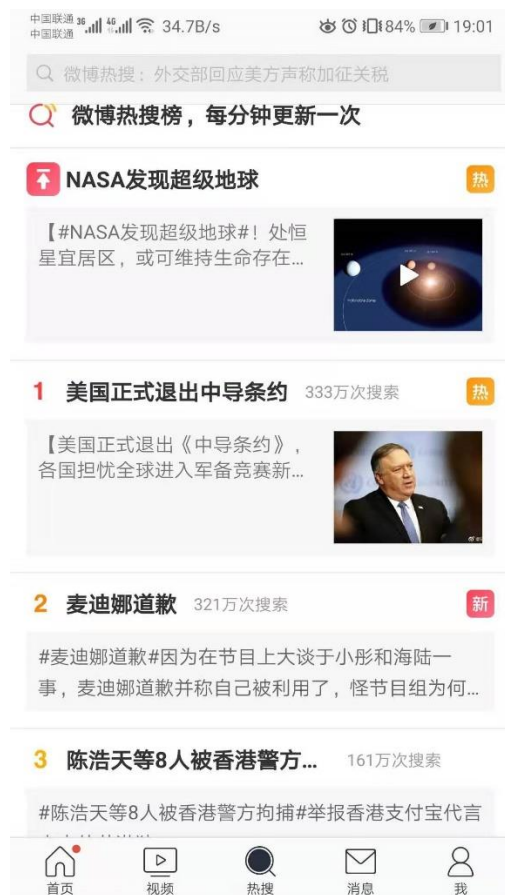 中国联通 3G 4G 34.7B/s 84% 19:01
中国联通
微博热搜：外交部回应美方声称加征关税
微博热搜榜，每分钟更新一次
NASA发现超级地球 热
【#NASA发现超级地球#！处恒
星宜居区，或可维持生命存在...
1 美国正式退出中导条约 333万次搜索 热
【美国正式退出《中导条约》，
各国担忧全球进入军备竞赛新...
2 麦迪娜道歉 321万次搜索 新
#麦迪娜道歉#因为在节目上大谈于小彤和海陆一
事，麦迪娜道歉并称自己被利用了，怪节目组为何...
3 陈浩天等8人被香港警方... 161万次搜索
#陈浩天等8人被香港警方拘捕#举报香港支付宝代言
首页 视频 热搜 消息 我